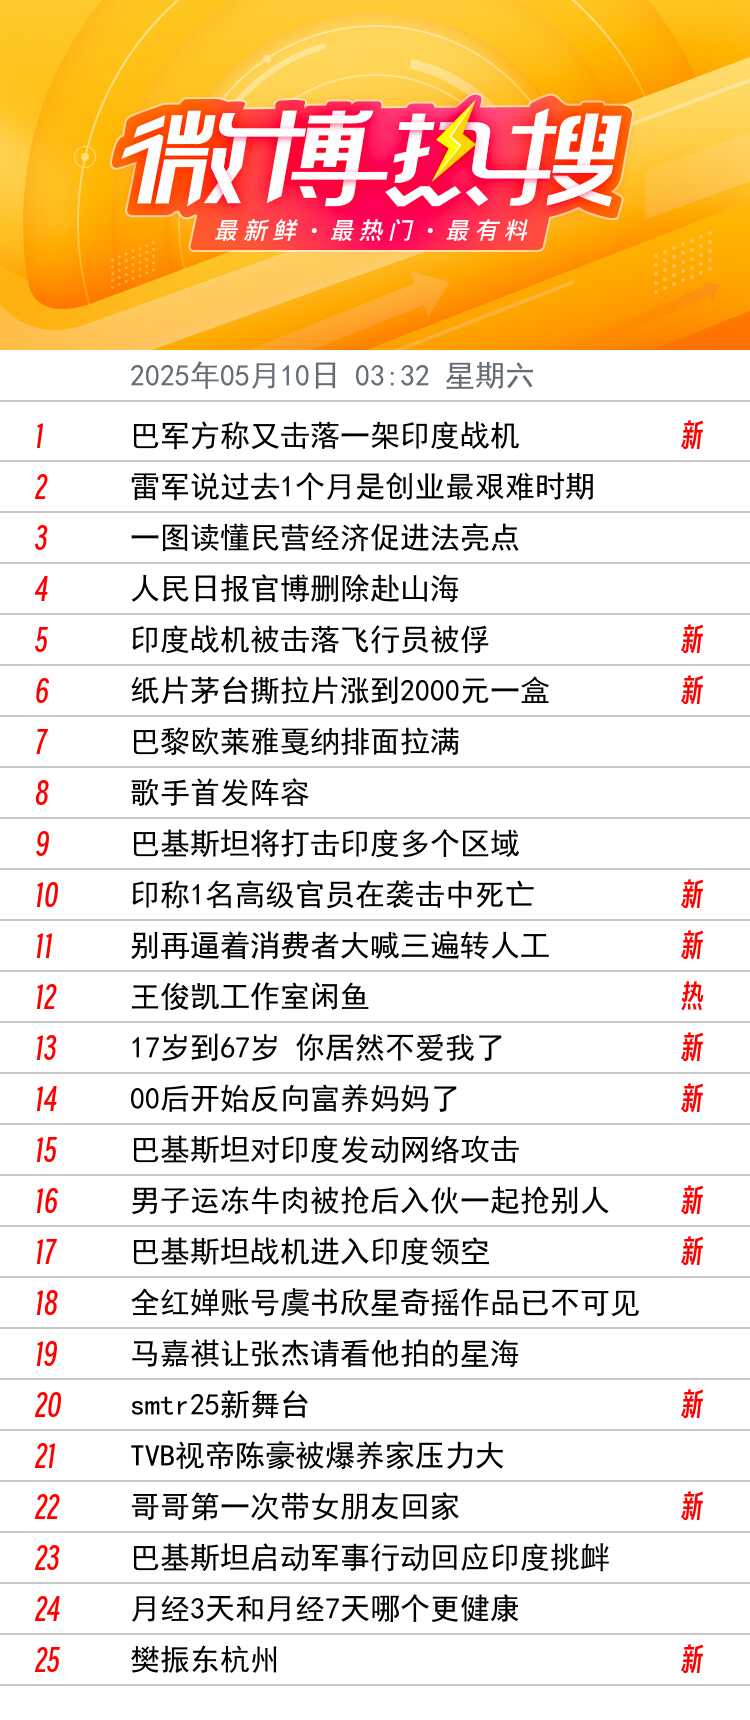 微博热搜
最新鲜·最热门·最有料
2025年05月10日 03:32 星期六
1 巴军方称又击落一架印度战机 新
2 雷军说过去1个月是创业最艰难时期
3 一图读懂民营经济促进法亮点
4 人民日报官博删除赴山海
5 印度战机被击落飞行员被俘 新
6 纸片茅台撕拉片涨到2000元一盒 新
7 巴黎欧莱雅戛纳排面拉满
8 歌手首发阵容
9 巴基斯坦将打击印度多个区域
10 印称1名高级官员在袭击中死亡 新
11 别再逼着消费者大喊三遍转人工 新
12 王俊凯工作室闲鱼 热
13 17岁到67岁 你居然不爱我了 新
14 00后开始反向富养妈妈了 新
15 巴基斯坦对印度发动网络攻击
16 男子运冻牛肉被抢后入伙一起抢别人 新
17 巴基斯坦战机进入印度领空 新
18 全红婵账号虞书欣星奇摇作品已不可见
19 马嘉祺让张杰请看他拍的星海
20 smtr25新舞台 新
21 TVB视帝陈豪被爆养家压力大
22 哥哥第一次带女朋友回家 新
23 巴基斯坦启动军事行动回应印度挑衅
24 月经3天和月经7天哪个更健康
25 樊振东杭州 新